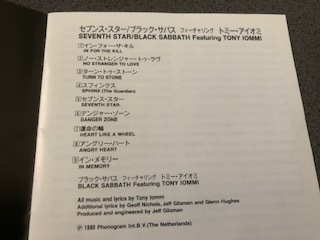 セブンス・スター/ブラック・サバス フィーチャリング トミー・アイオミ
SEVENTH STAR/BLACK SABBATH Featuring TONY IOMMI
1 イン・フォー・ザ・キル
IN FOR THE KILL
2 ノー・ストレンジャー・トゥ・ラヴ
NO STRANGER TO LOVE
3 ターン・トゥ・ストーン
TURN TO STONE
4 スフィンクス
SPHINX (The Guardian)
5 セブンス・スター
SEVENTH STAR
6 デンジャー・ゾーン
DANGER ZONE
7 運命の輪
HEART LIKE A WHEEL
8 アングリー・ハート
ANGRY HEART
9 イン・メモリー
IN MEMORY
ブラック・サバス フィーチャリング トミー・アイオミ
BLACK SABBATH Featuring TONY IOMMI
All music and lyrics by Tony Iommi
Additional lyrics by Geoff Nichols, Jeff Glixman and Glenn Hughes
Produced and engineered by Jeff Glixman
Ⓟ 1986 Phonogram Int.B.V.(The Netherlands)